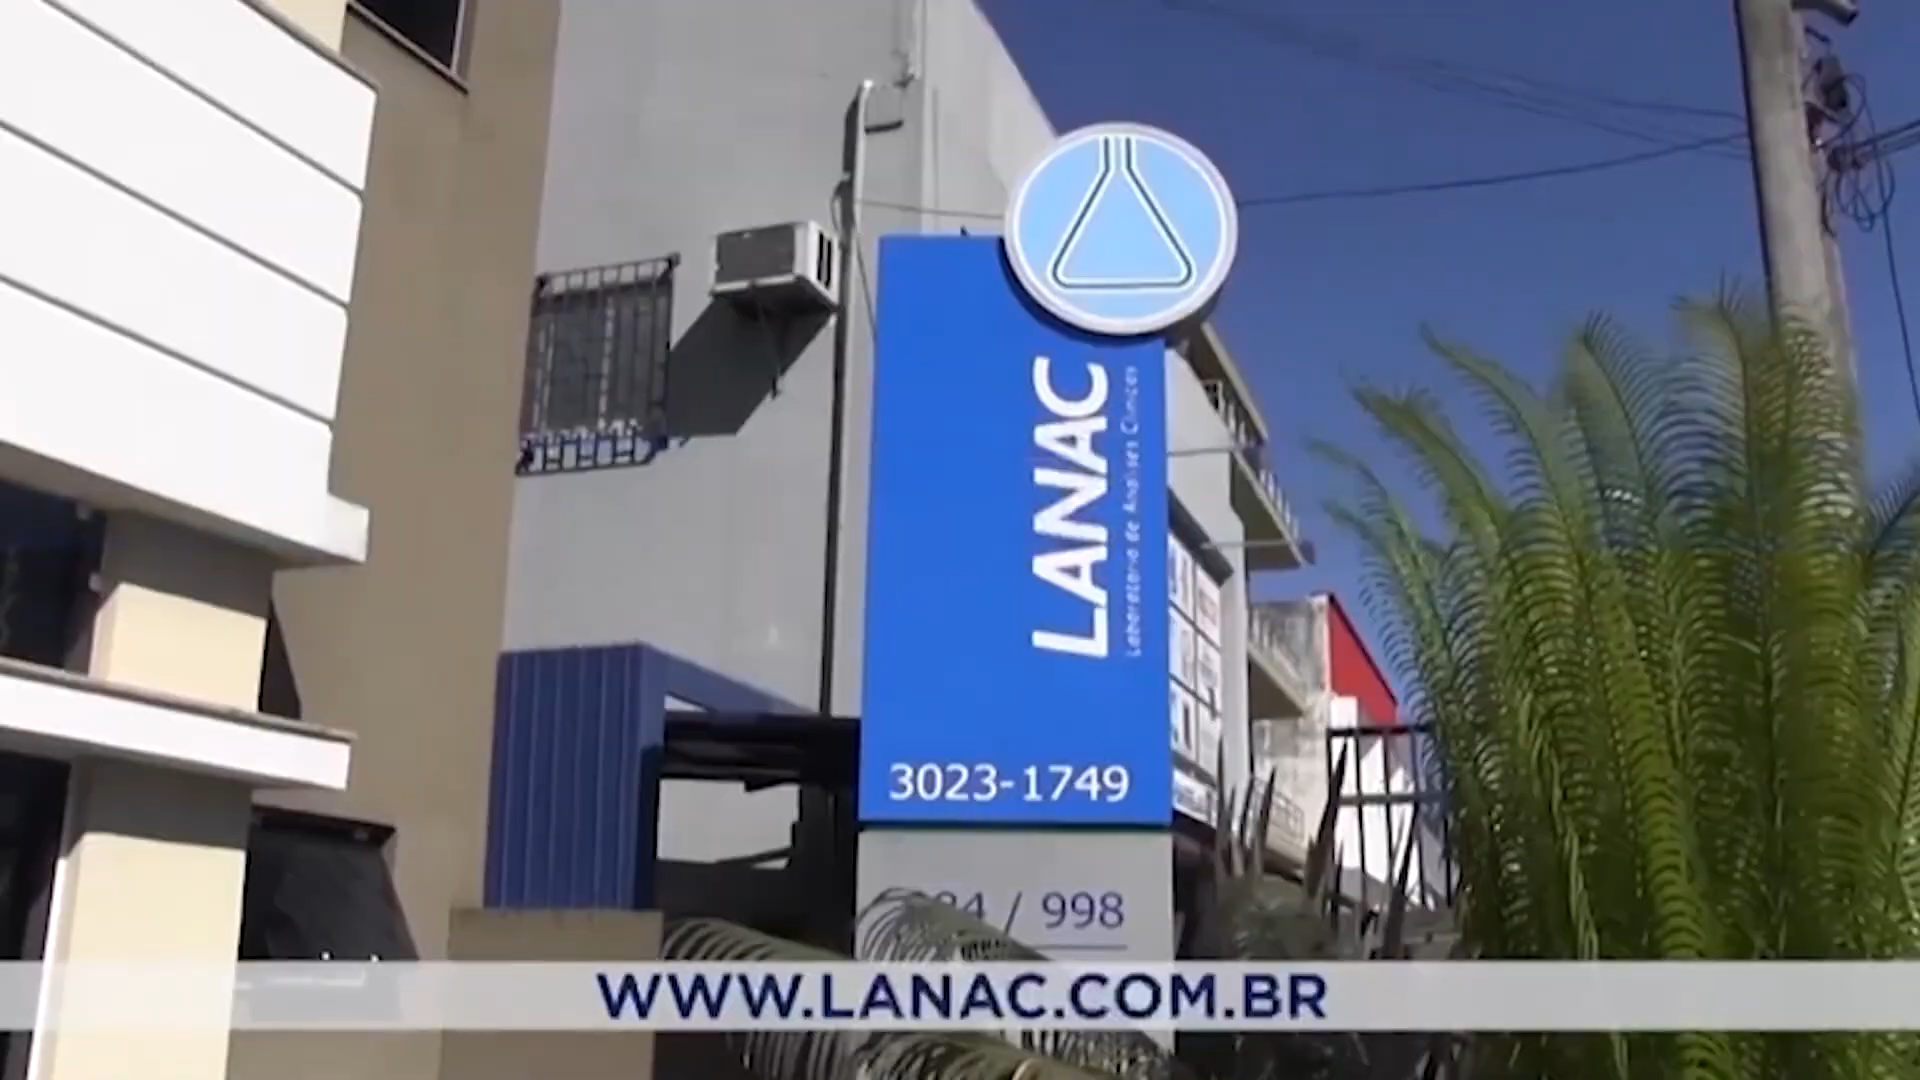 LANAC
Laboratório de Análises Clínicas
3023-1749
/ 998
WWW.LANAC.COM.BR